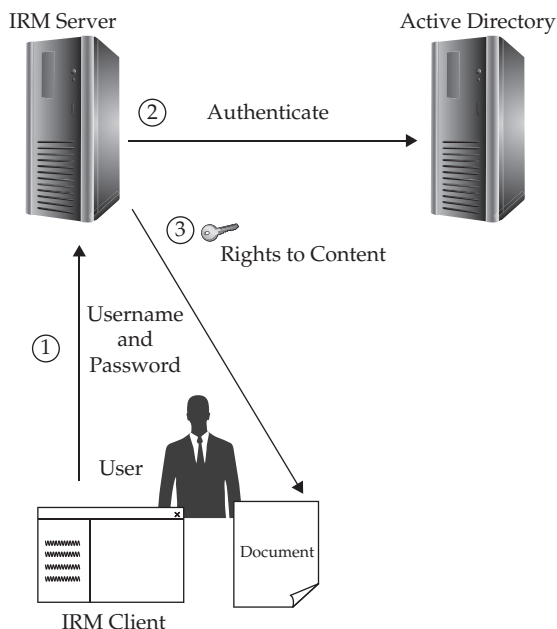 IRM Server
Active Directory
2
Authenticate
3
Rights to Content
1
Username
and
Password
User
x
Document
IRM Client